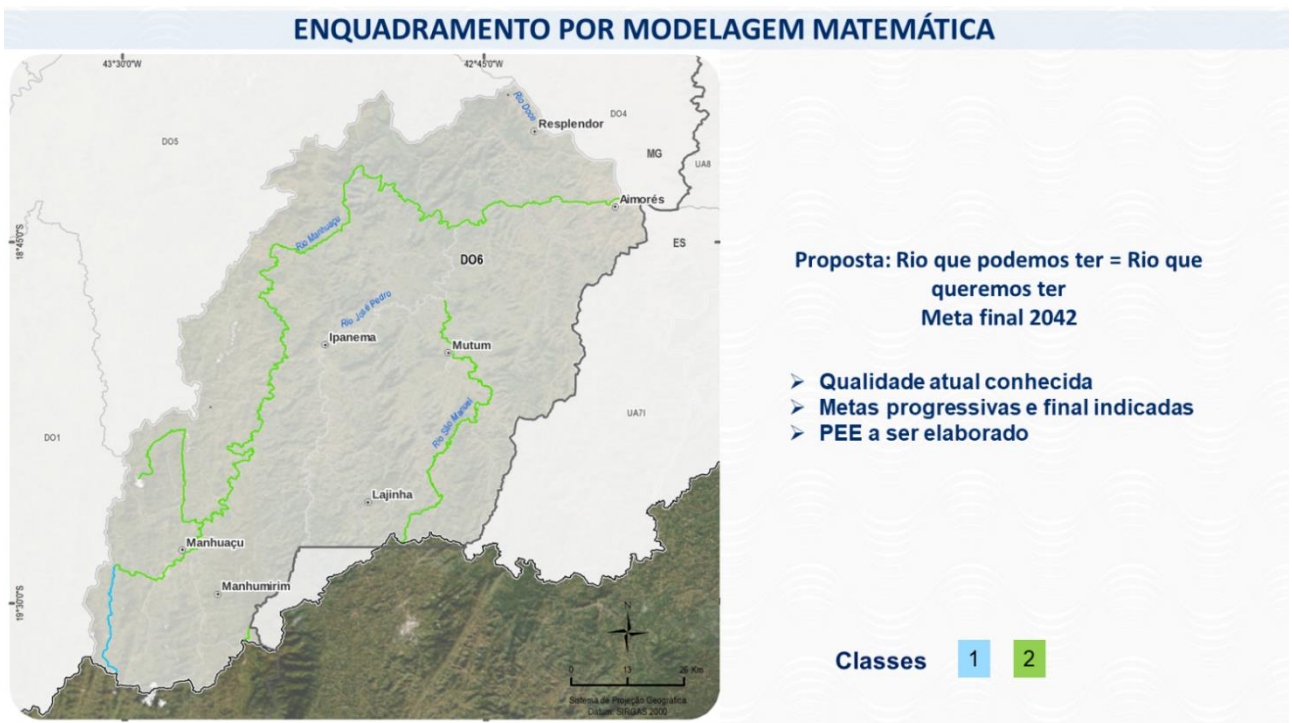 ENQUADRAMENTO POR MODELAGEM MATEMÁTICA
43°30'0"W
42°45'0"W
Rio Doce
DO4
Resplendor
DO5
MG
UA8
Aimorés
18°45'0"S
Rio Manhuaçu
ES
DO6
Rio José Pedro
Ipanema
Mutum
UA7I
Rio São Manuel
DO1
Lajinha
Manhuaçu
Manhumirim
19°30'0"S
N
0 13 26 Km
Sistema de Projeção Geográfica
Datum: SIRGAS 2000
Proposta: Rio que podemos ter = Rio que
queremos ter
Meta final 2042
➢ Qualidade atual conhecida
➢ Metas progressivas e final indicadas
➢ PEE a ser elaborado
Classes 1 2